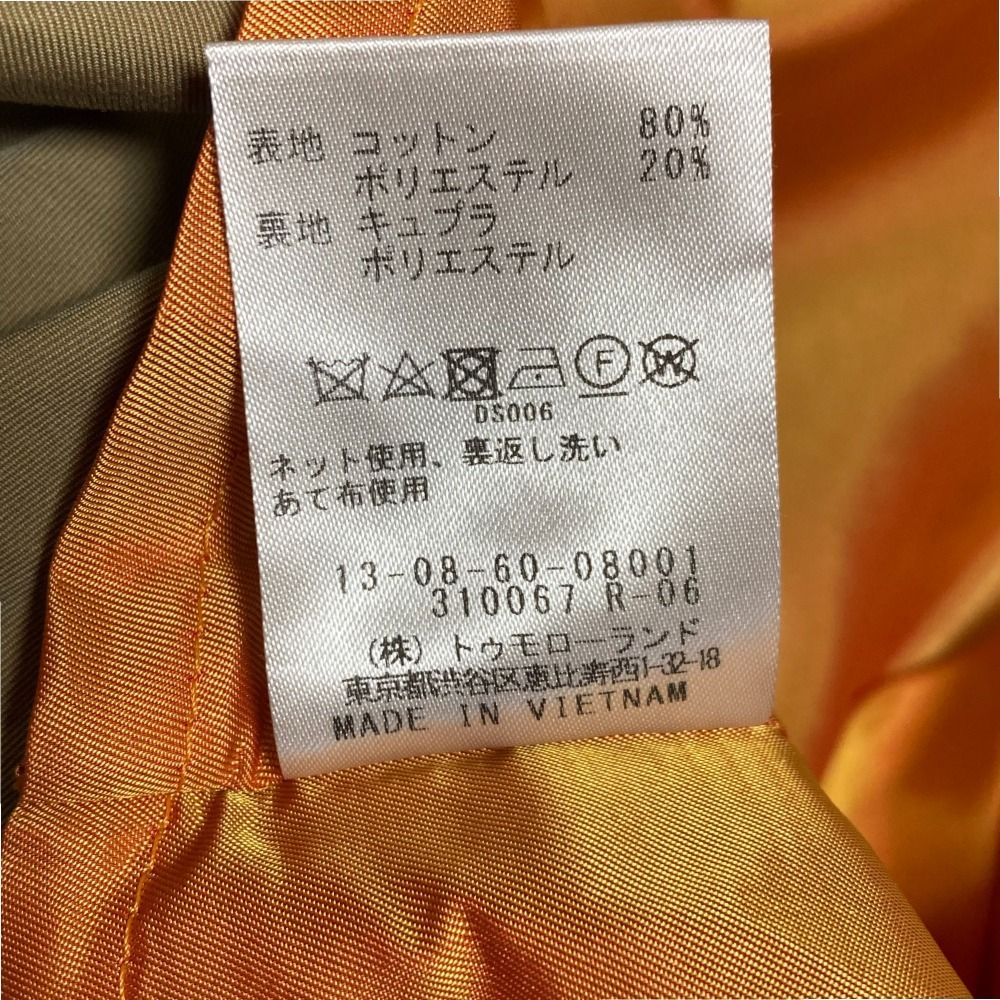 表地 コットン 80%
ポリエステル 20%
裏地 キュプラ
ポリエステル
F W
DS006
ネット使用、裏返し洗い
あて布使用
13-08-60-08001
310067 R-06
（株）トゥモローランド
東京都渋谷区恵比寿西1-32-18
MADE IN VIETNAM